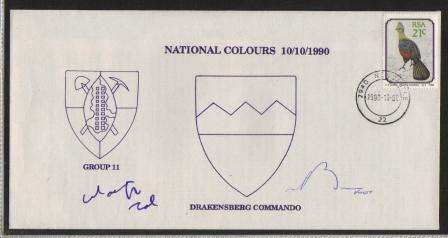 NATIONAL COLOURS 10/10/1990
RSA
21c
GROUP 11
DRAKENSBERG COMMANDO